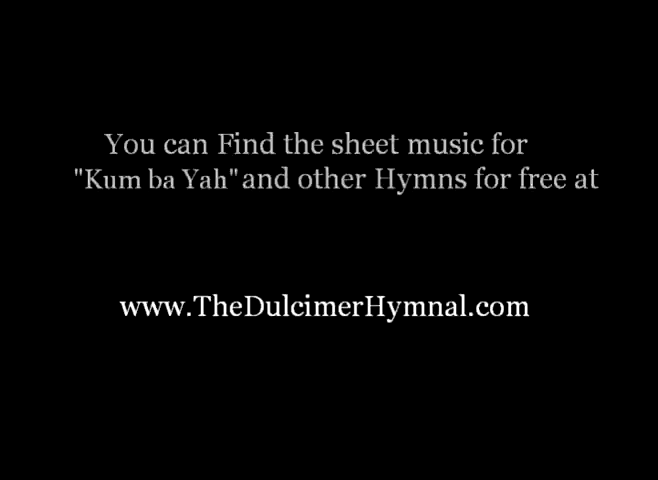 You can Find the sheet music for
"Kum ba Yah" and other Hymns for free at
www.TheDulcimerHymnal.com